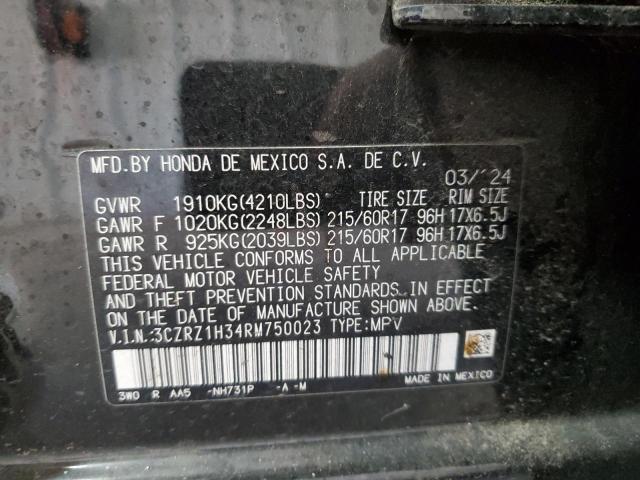 MFD.BY HONDA DE MEXICO S.A. DE C.V.
03/'24
GVWR 1910KG(4210LBS) TIRE SIZE RIM SIZE
GAWR F 1020KG(2248LBS) 215/60R17 96H 17X6.5J
GAWR R 925KG(2039LBS) 215/60R17 96H 17X6.5J
THIS VEHICLE CONFORMS TO ALL APPLICABLE
FEDERAL MOTOR VEHICLE SAFETY
AND THEFT PREVENTION STANDARDS IN EFFECT
ON THE DATE OF MANUFACTURE SHOWN ABOVE.
V.I.N.:3CZRZ1H34RM750023 TYPE:MPV
3W0 R AA5 -NH731P -A -M MADE IN MEXICO